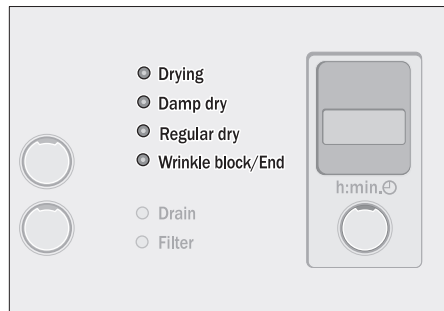 Drying
Damp dry
Regular dry
Wrinkle block/End
h:min.
Drain
Filter